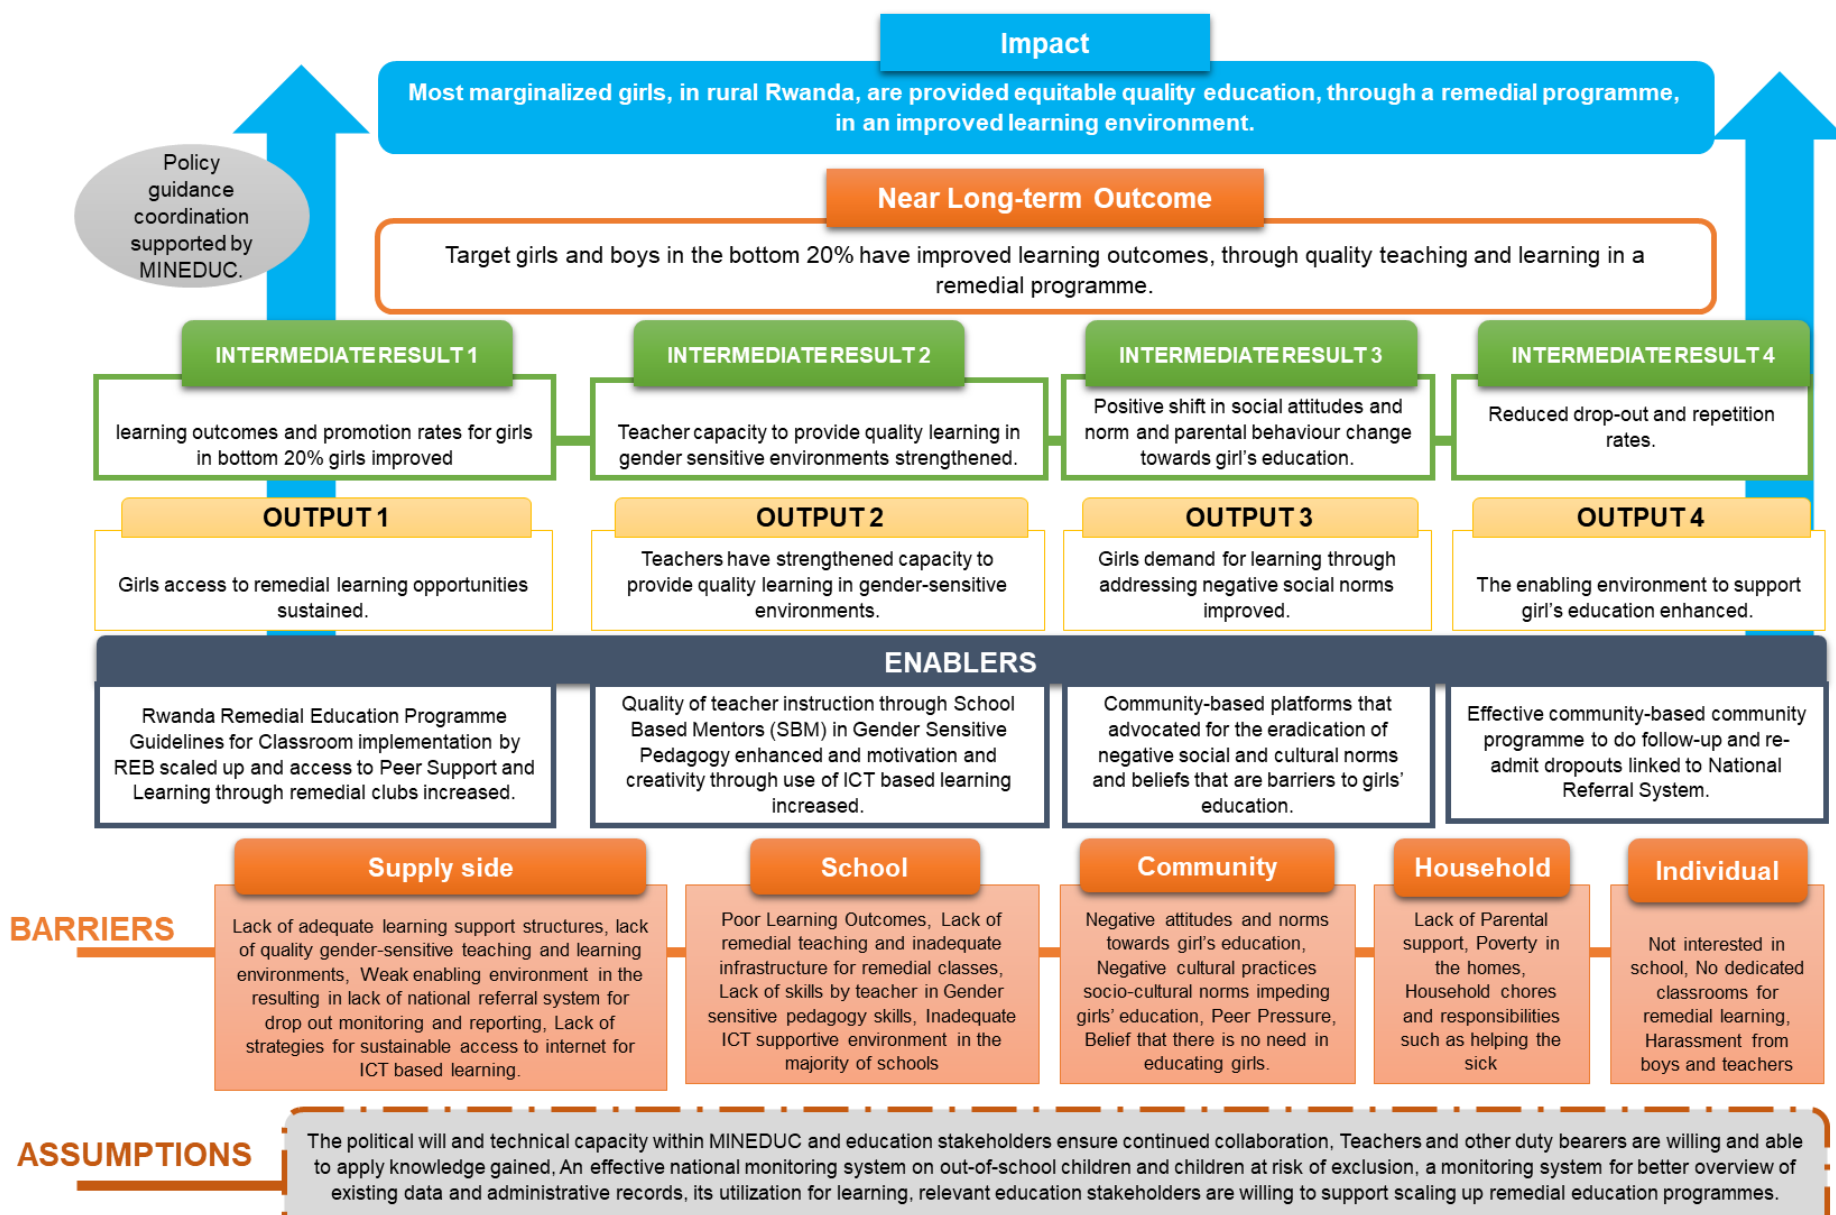 Impact
Most marginalized girls, in rural Rwanda, are provided equitable quality education, through a remedial programme,
in an improved learning environment.
Policy
guidance
coordination
supported by
MINEDUC.
Near Long-term Outcome
Target girls and boys in the bottom 20% have improved learning outcomes, through quality teaching and learning in a
remedial programme.
INTERMEDIATE RESULT 1
learning outcomes and promotion rates for girls
in bottom 20% girls improved
INTERMEDIATE RESULT 2
Teacher capacity to provide quality learning in
gender sensitive environments strengthened.
INTERMEDIATE RESULT 3
Positive shift in social attitudes and
norm and parental behaviour change
towards girl's education.
INTERMEDIATE RESULT 4
Reduced drop-out and repetition
rates.
OUTPUT 1
Girls access to remedial learning opportunities
sustained.
OUTPUT 2
Teachers have strengthened capacity to
provide quality learning in gender-sensitive
environments.
OUTPUT 3
Girls demand for learning through
addressing negative social norms
improved.
OUTPUT 4
The enabling environment to support
girl's education enhanced.
ENABLERS
Rwanda Remedial Education Programme
Guidelines for Classroom implementation by
REB scaled up and access to Peer Support and
Learning through remedial clubs increased.
Quality of teacher instruction through School
Based Mentors (SBM) in Gender Sensitive
Pedagogy enhanced and motivation and
creativity through use of ICT based learning
increased.
Community-based platforms that
advocated for the eradication of
negative social and cultural norms
and beliefs that are barriers to girls'
education.
Effective community-based community
programme to do follow-up and re-
admit dropouts linked to National
Referral System.
BARRIERS
Supply side
Lack of adequate learning support structures, lack
of quality gender-sensitive teaching and learning
environments, Weak enabling environment in the
resulting in lack of national referral system for
drop out monitoring and reporting, Lack of
strategies for sustainable access to internet for
ICT based learning.
School
Poor Learning Outcomes, Lack of
remedial teaching and inadequate
infrastructure for remedial classes,
Lack of skills by teacher in Gender
sensitive pedagogy skills, Inadequate
ICT supportive environment in the
majority of schools
Community
Negative attitudes and norms
towards girl's education,
Negative cultural practices
socio-cultural norms impeding
girls' education, Peer Pressure,
Belief that there is no need in
educating girls.
Household
Lack of Parental
support, Poverty in
the homes,
Household chores
and responsibilities
such as helping the
sick
Individual
Not interested in
school, No dedicated
classrooms for
remedial learning,
Harassment from
boys and teachers
ASSUMPTIONS
The political will and technical capacity within MINEDUC and education stakeholders ensure continued collaboration, Teachers and other duty bearers are willing and able
to apply knowledge gained, An effective national monitoring system on out-of-school children and children at risk of exclusion, a monitoring system for better overview of
existing data and administrative records, its utilization for learning, relevant education stakeholders are willing to support scaling up remedial education programmes.